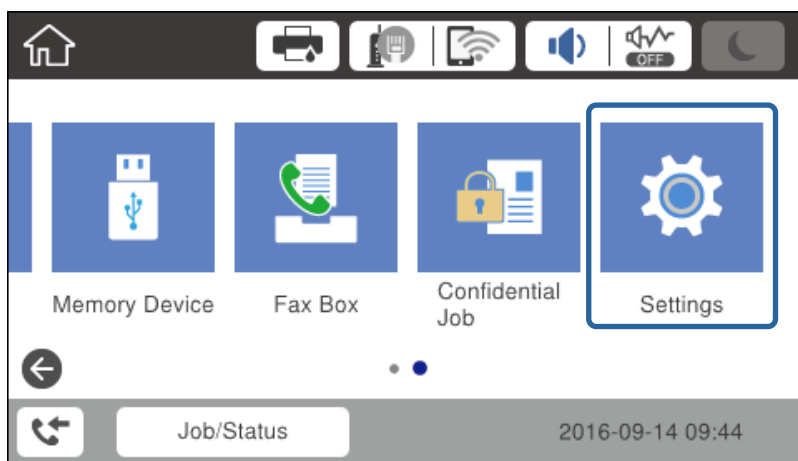 OFF
Memory Device
Fax Box
Confidential
Job
Settings
Job/Status
2016-09-14 09:44